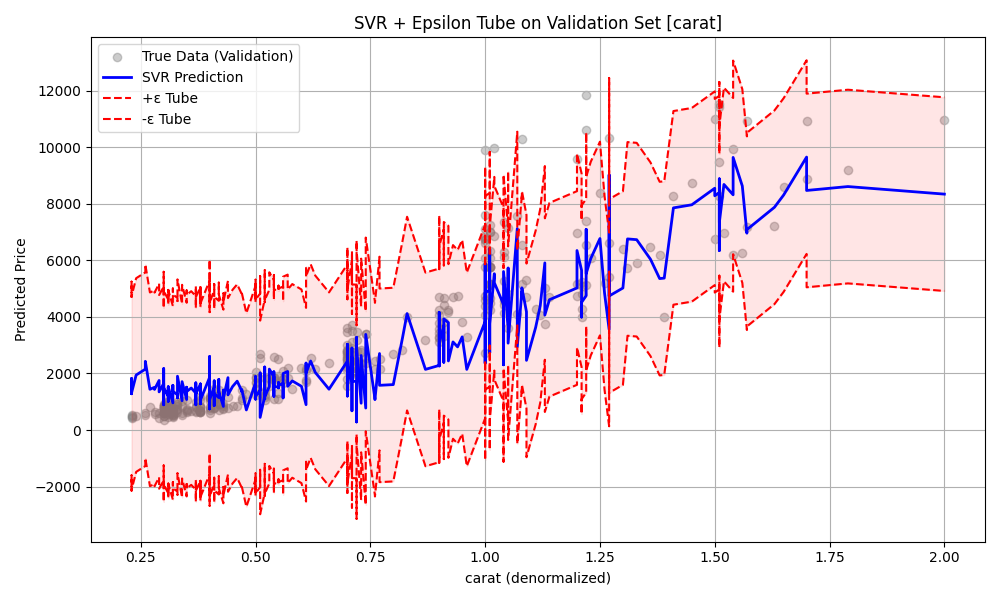 SVR + Epsilon Tube on Validation Set [carat]
True Data (Validation)
SVR Prediction
+ε Tube
-ε Tube
Predicted Price
12000
10000
8000
6000
4000
2000
0
−2000
0.25
0.50
0.75
1.00
1.25
1.50
1.75
2.00
carat (denormalized)